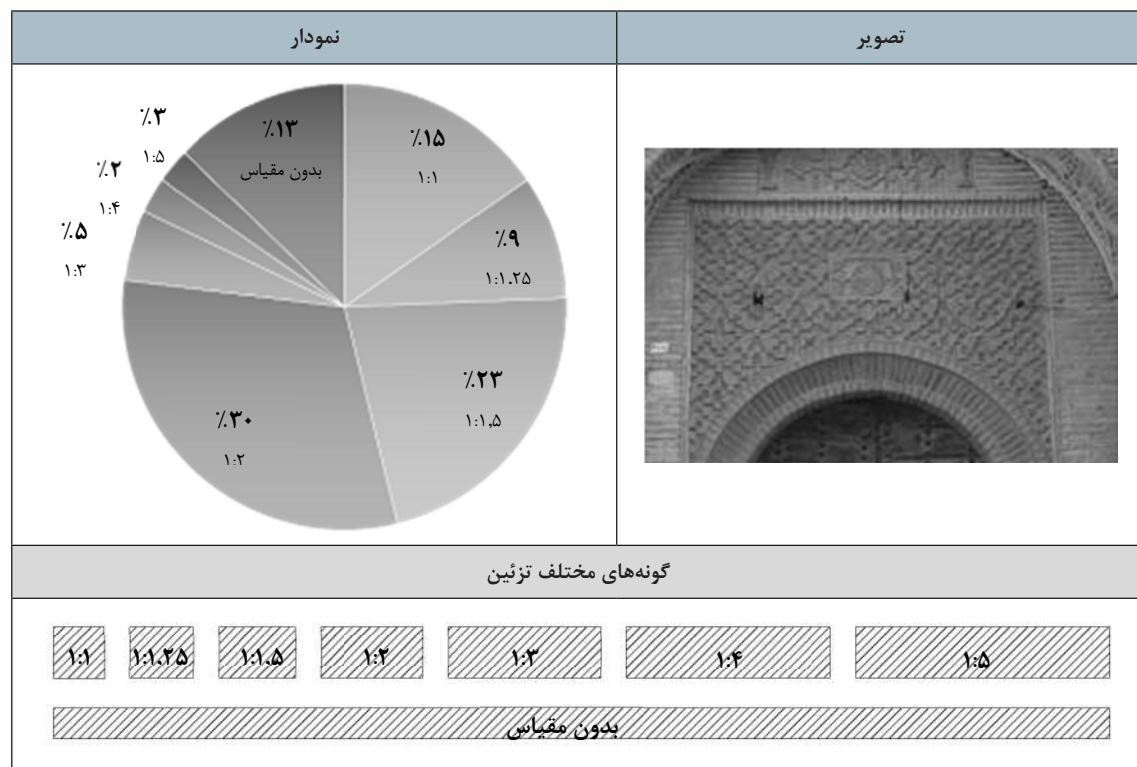 تصویر
نمودار
٪۱۵
۱:۱
٪۹
۱:۱.۲۵
٪۲۳
۱:۱,۵
٪۳۰
۱:۲
٪۵
۱:۳
٪۲
۱:۴
٪۳
۱:۵
٪۱۳
بدون مقیاس
گونه‌های مختلف تزئین
۱:۱ ۱:۱.۲۵ ۱:۱.۵ ۱:۲ ۱:۳ ۱:۴ ۱:۵
بدون مقیاس